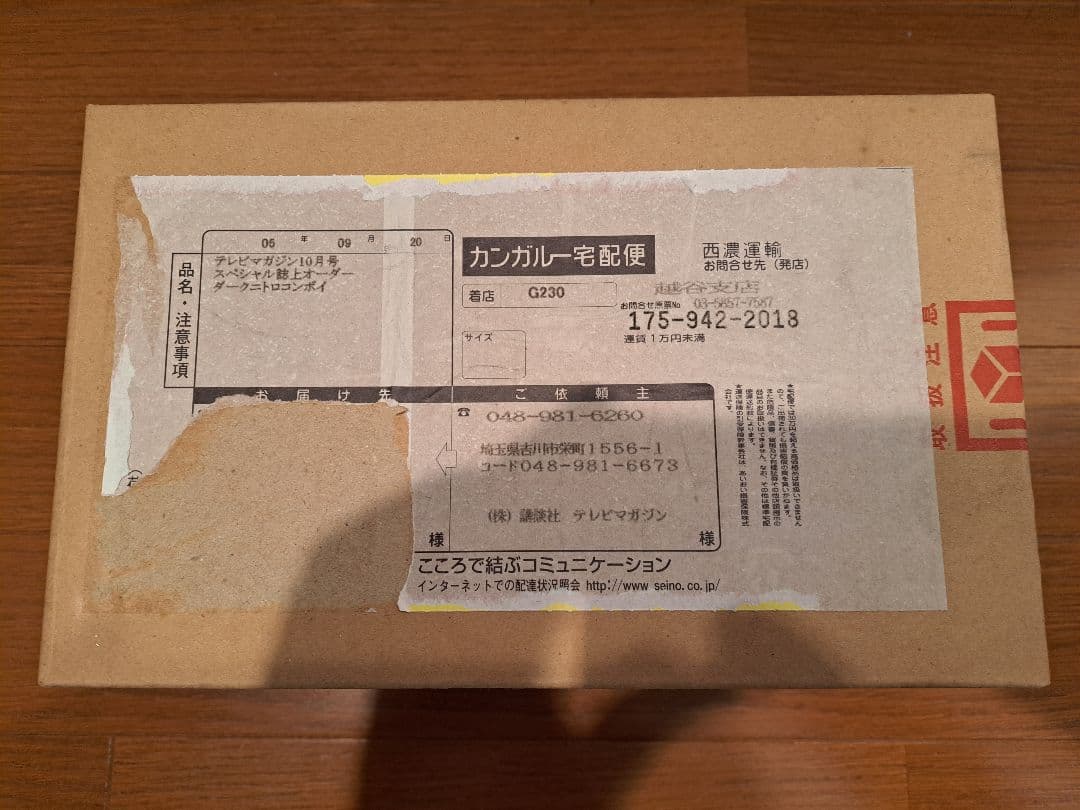 05 年 09 月 20 日
品名・注意事項
テレビマガジン10月号
スペシャル誌上オーダー
ダークニトロコンボイ
カンガルー宅配便
西濃運輸
お問合せ先（発店）
着店 G230
越谷支店
03-5857-7587
お問合せ原票No
175-942-2018
運賃1万円未満
サイズ
お届け先
ご依頼主
☎ 048-981-6260
埼玉県吉川市栄町1556-1
コード048-981-6673
(株) 講談社 テレビマガジン
様
様
こころで結ぶコミュニケーション
インターネットでの配達状況照会 http://www.seino.co.jp/
取扱注意